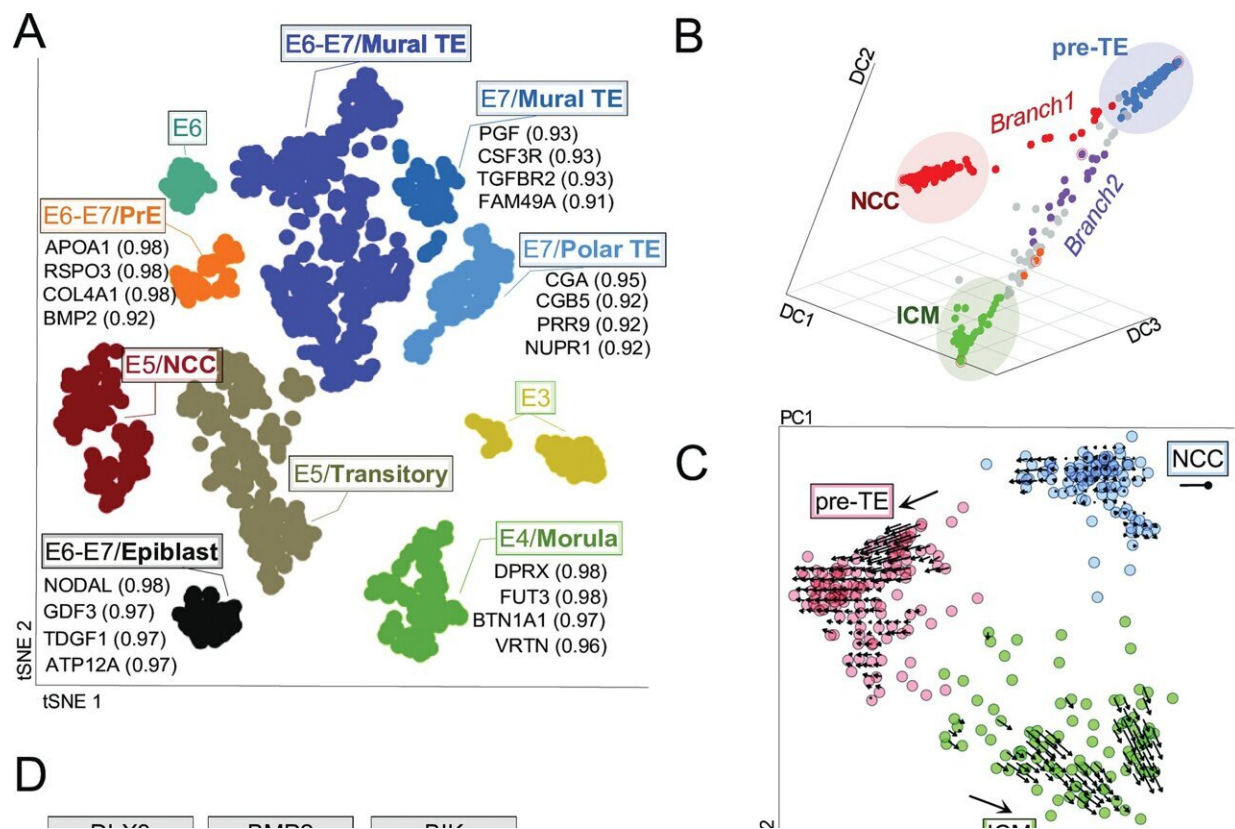 A
E6-E7/Mural TE
E6
E7/Mural TE
PGF (0.93)
CSF3R (0.93)
TGFBR2 (0.93)
FAM49A (0.91)
E6-E7/PrE
APOA1 (0.98)
RSPO3 (0.98)
COL4A1 (0.98)
BMP2 (0.92)
E7/Polar TE
CGA (0.95)
CGB5 (0.92)
PRR9 (0.92)
NUPR1 (0.92)
E5/NCC
E3
E5/Transitory
E4/Morula
DPRX (0.98)
FUT3 (0.98)
BTN1A1 (0.97)
VRTN (0.96)
E6-E7/Epiblast
NODAL (0.98)
GDF3 (0.97)
TDGF1 (0.97)
ATP12A (0.97)
tSNE 2
tSNE 1
B
DC2
pre-TE
Branch1
NCC
Branch2
ICM
DC1
DC3
C
PC1
NCC
pre-TE
ICM
2
D
BMP2
BIK